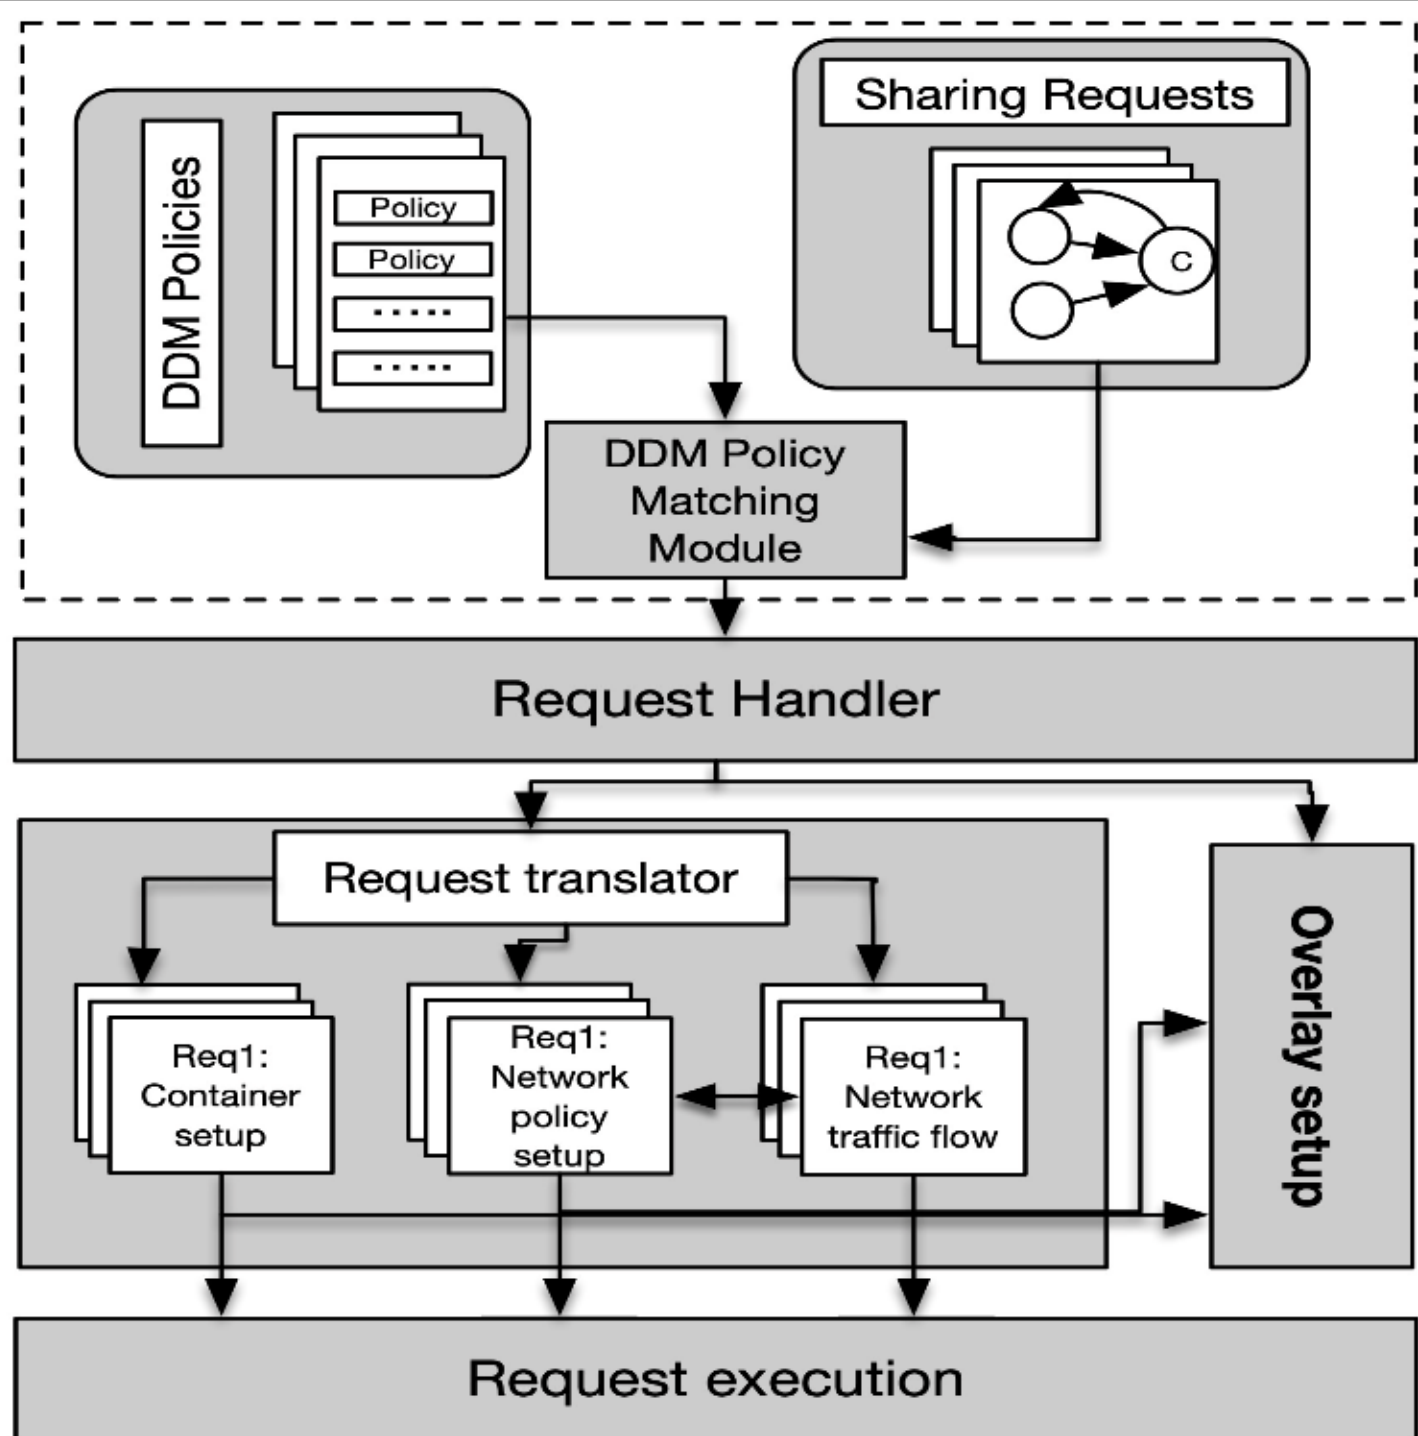 Sharing Requests
DDM Policies
Policy
Policy
.....
.....
C
DDM Policy
Matching
Module
Request Handler
Request translator
Req1:
Container
setup
Req1:
Network
policy
setup
Req1:
Network
traffic flow
Overlay setup
Request execution